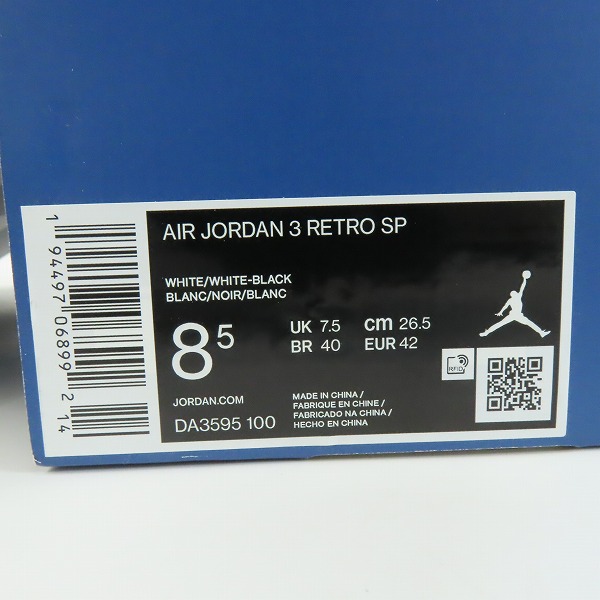 AIR JORDAN 3 RETRO SP
WHITE/WHITE-BLACK
BLANC/NOIR/BLANC
8 5
UK 7.5 cm 26.5
BR 40 EUR 42
RFID
JORDAN.COM
DA3595 100
MADE IN CHINA /
FABRIQUE EN CHINE /
FABRICADO NA CHINA /
HECHO EN CHINA
1 94497 06899 2 14